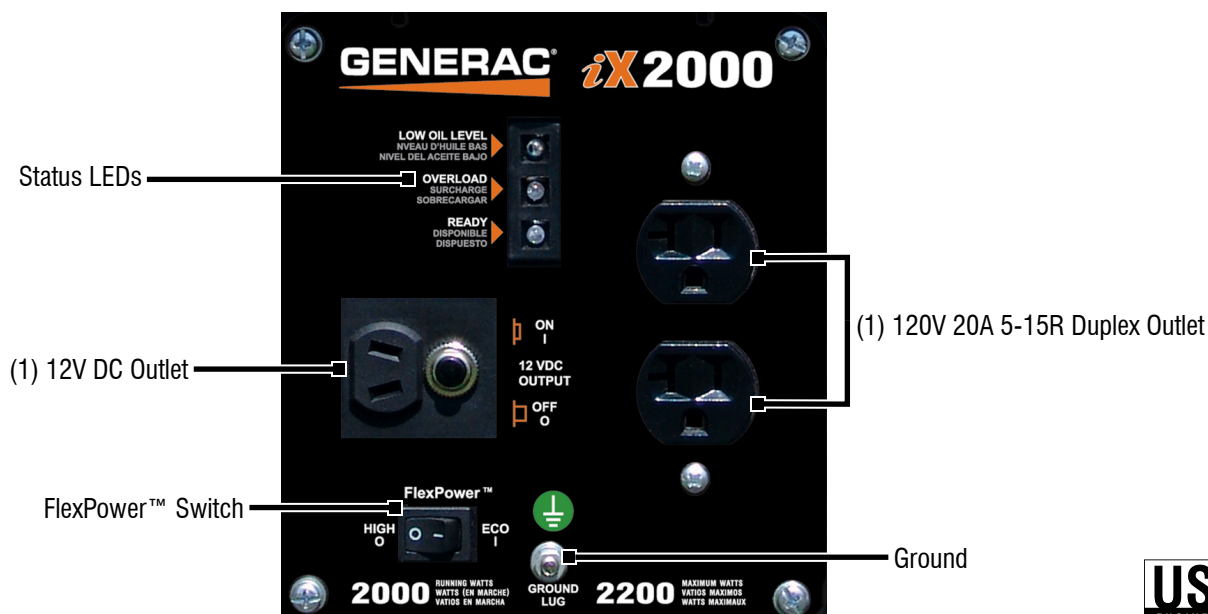 GENERAC® iX2000
LOW OIL LEVEL
NVEAU D'HUILE BAS
NIVEL DEL ACEITE BAJO
Status LEDs
OVERLOAD
SURCHARGE
SOBRECARGAR
READY
DISPONIBLE
DISPUESTO
(1) 120V 20A 5-15R Duplex Outlet
ON
I
(1) 12V DC Outlet
12 VDC
OUTPUT
OFF
O
FlexPower™ Switch
FlexPower™
HIGH
O
O –
ECO
I
Ground
2000 RUNNING WATTS
WATTS (EN MARCHE)
VATIOS EN MARCHA
GROUND
LUG
2200 MAXIMUM WATTS
VATIOS MAXIMOS
WATTS MAXIMAUX
US